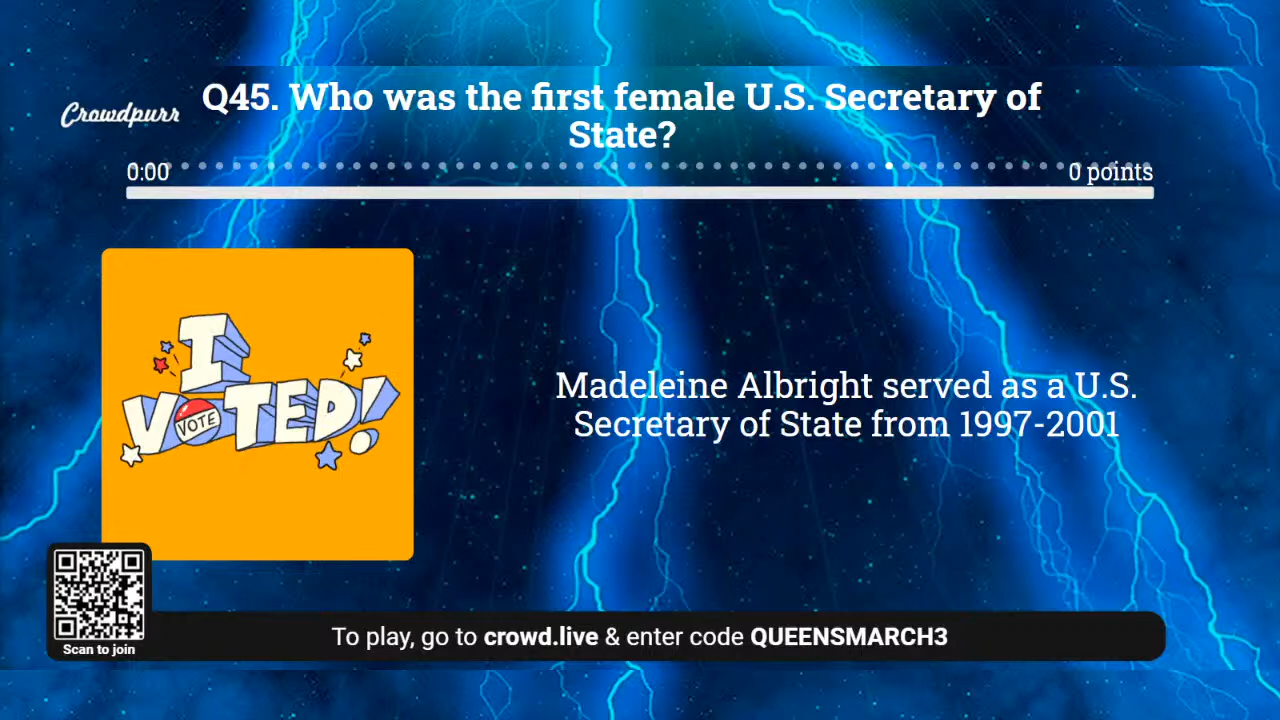 Crowdpurr
Q45. Who was the first female U.S. Secretary of
State?
0:00
0 points
I
VOTED!
VOTE
Madeleine Albright served as a U.S.
Secretary of State from 1997-2001
Scan to join
To play, go to crowd.live & enter code QUEENSMARCH3